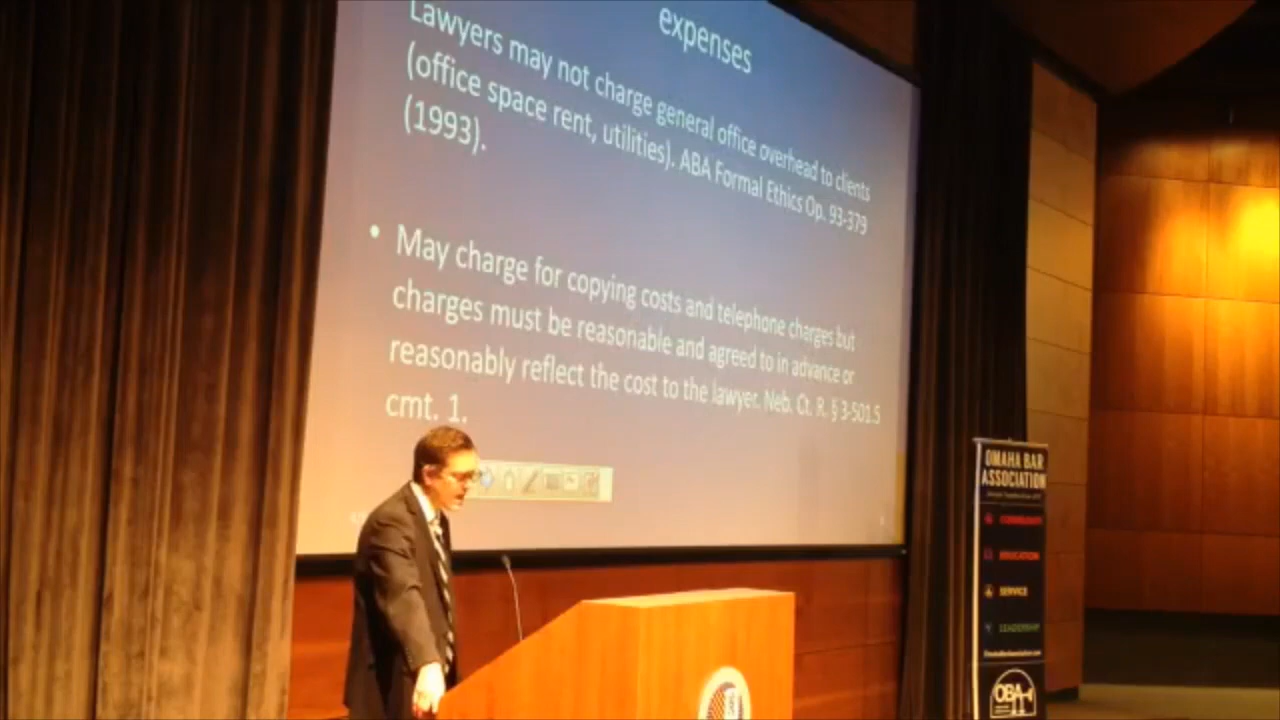 expenses
Lawyers may not charge general office overhead to clients
(office space rent, utilities). ABA Formal Ethics Op. 93-379
(1993).
• May charge for copying costs and telephone charges but
charges must be reasonable and agreed to in advance or
reasonably reflect the cost to the lawyer. Neb. Ct. R. § 3-501.5
cmt. 1.
OMAHA BAR
ASSOCIATION
COMMUNITY
EDUCATION
SERVICE
LEADERSHIP
OmahaBarAssociation.com
OBA